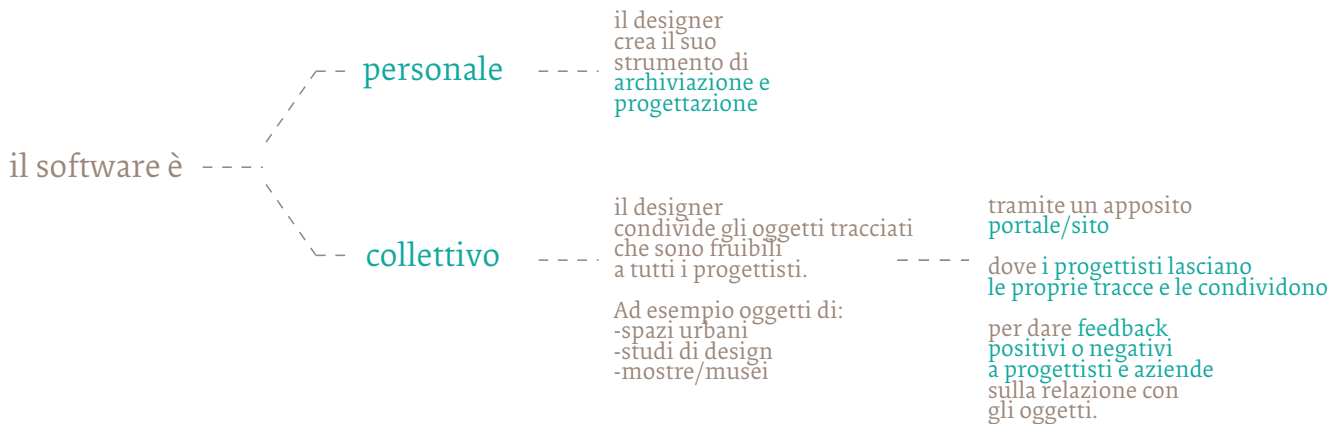 il software è
personale
il designer
crea il suo
strumento di
archiviazione e
progettazione
collettivo
il designer
condivide gli oggetti tracciati
che sono fruibili
a tutti i progettisti.
Ad esempio oggetti di:
-spazi urbani
-studi di design
-mostre/musei
tramite un apposito
portale/sito
dove i progettisti lasciano
le proprie tracce e le condividono
per dare feedback
positivi o negativi
a progettisti e aziende
sulla relazione con
gli oggetti.